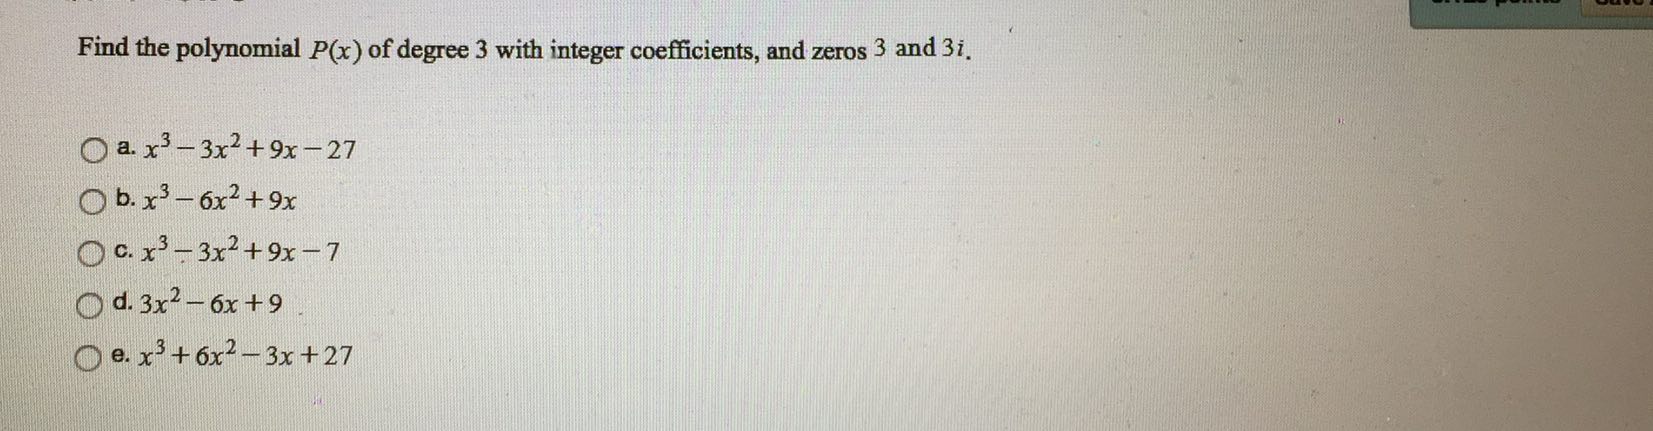 Find the polynomial P(x) of degree 3 with integer coefficients, and zeros 3 and 3i.
a. x³ − 3x² + 9x − 27
b. x³ − 6x² + 9x
c. x³ − 3x² + 9x − 7
d. 3x² − 6x + 9
e. x³ + 6x² − 3x + 27